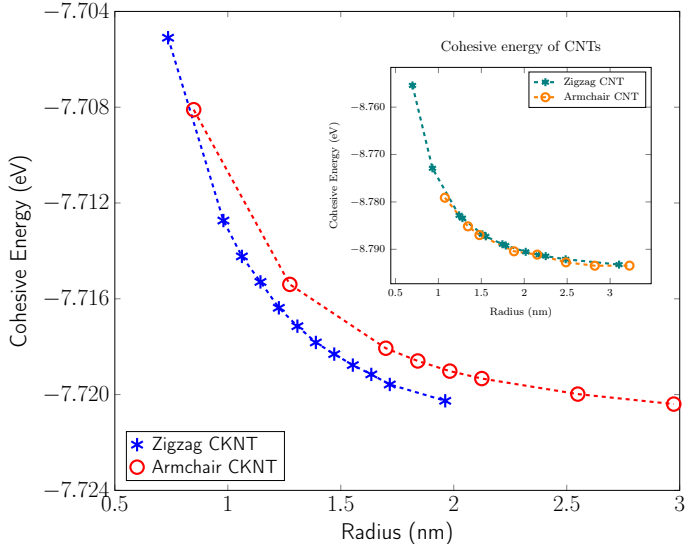 −7.704
−7.708
−7.712
−7.716
−7.720
−7.724
Cohesive Energy (eV)
0.5 1 1.5 2 2.5 3
Radius (nm)
Zigzag CKNT
Armchair CKNT
Cohesive energy of CNTs
Zigzag CNT
Armchair CNT
−8.760
−8.770
−8.780
−8.790
Cohesive Energy (eV)
0.5 1 1.5 2 2.5 3
Radius (nm)